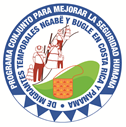 PROGRAMA CONJUNTO PARA MEJORAR LA SEGURIDAD HUMANA
DE MIGRANTES TEMPORALES NGABÉ Y BUGLE EN COSTA RICA Y PANAMA